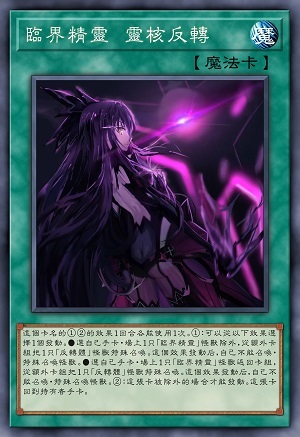 臨界精靈 靈核反轉
魔
【魔法卡】
這個卡名的①②的效果1回合各能使用1次。①:可以從以下效果選
擇1個發動。●選自己手卡・場上1只「臨界精靈」怪獸除外，從額外卡
組把1只「反轉體」怪獸特殊召喚。這個效果發動後，自己不能召喚・
特殊召喚怪獸。●選自己手卡・場上1只「臨界精靈」怪獸返回卡組，
從額外卡組把1只「反轉體」怪獸特殊召喚。這個效果發動後，自己不
能召喚・特殊召喚怪獸。②:這張卡被除外的場合才能發動。這張卡
回到持有者手卡。